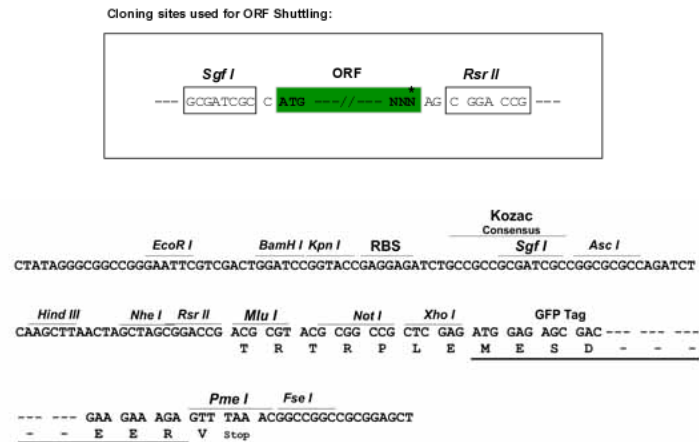 Cloning sites used for ORF Shuttling:
Sgf I ORF Rsr II
--- GCGATCGC C ATG ---//--- NNN* AG C GGA CCG ---
Kozac
Consensus
EcoR I BamH I Kpn I RBS Sgf I Asc I
CTATAGGGCGGCCGGGAATTCGTCGACTGGATCCGGTACCGAGGAGATCTGCCGCCGCGATCGCCGGCGCGCCAGATCT
Hind III Nhe I Rsr II Mlu I Not I Xho I GFP Tag
CAAGCTTAACTAGCTAGCGGACCG ACG CGT ACG CGG CCG CTC GAG ATG GAG AGC GAC--- --- ---
T R T R P L E M E S D - - -
Pme I Fse I
--- --- GAA GAA AGA GTT TAA ACGGCCGGCCGCGGAGCT
- - E E R V Stop